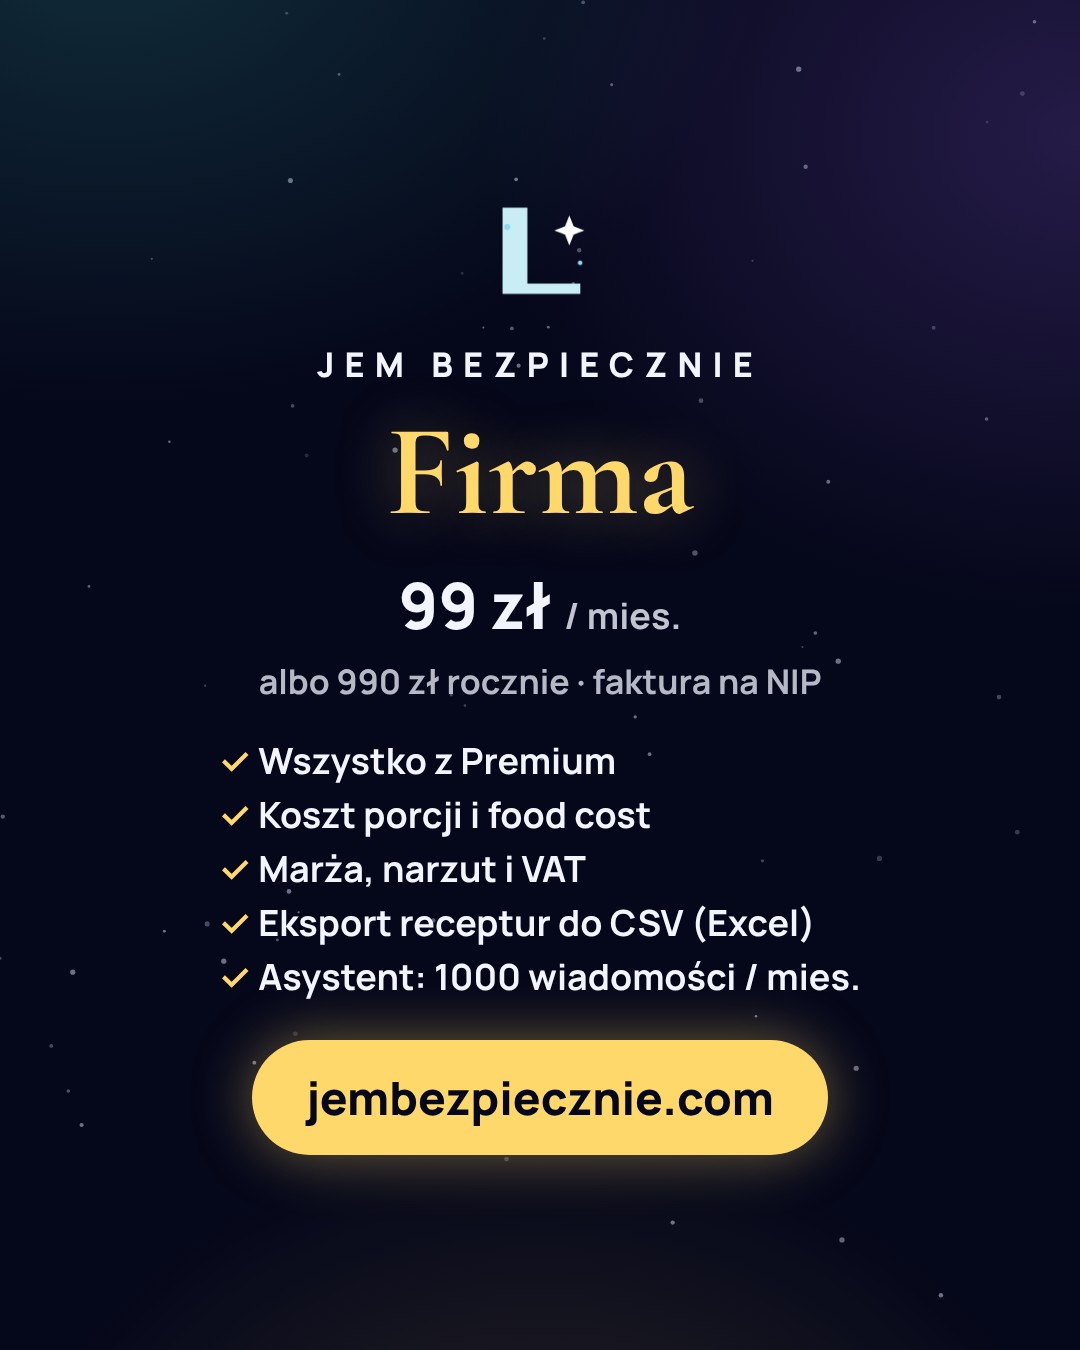 L
JEM BEZPIECZNIE
Firma
99 zł / mies.
albo 990 zł rocznie · faktura na NIP
✓ Wszystko z Premium
✓ Koszt porcji i food cost
✓ Marża, narzut i VAT
✓ Eksport receptur do CSV (Excel)
✓ Asystent: 1000 wiadomości / mies.
jembezpiecznie.com